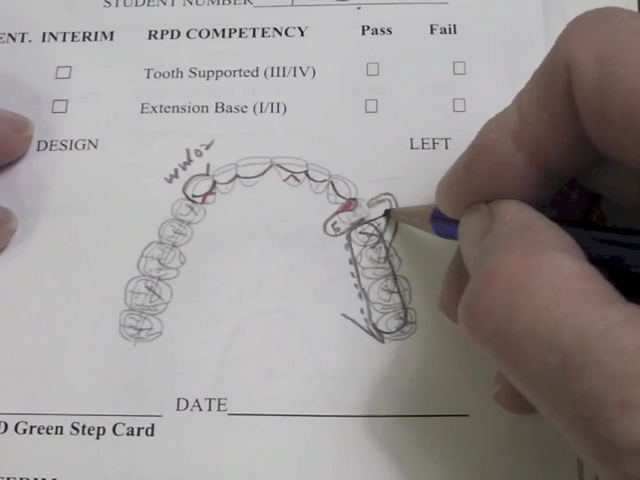 STUDENT NUMBER
ENT. INTERIM RPD COMPETENCY Pass Fail
Tooth Supported (III/IV)
Extension Base (I/II)
DESIGN LEFT
DATE
D Green Step Card